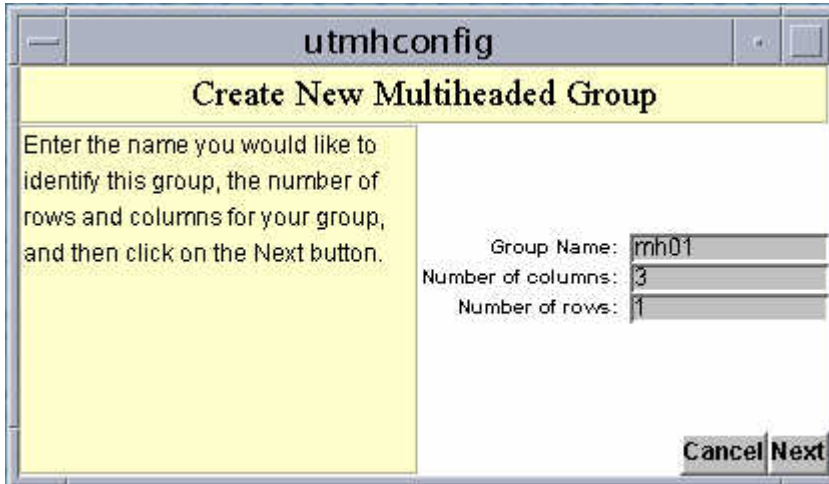 utmhconfig
Create New Multiheaded Group
Enter the name you would like to
identify this group, the number of
rows and columns for your group,
and then click on the Next button.
Group Name: mh01
Number of columns: 3
Number of rows: 1
Cancel Next